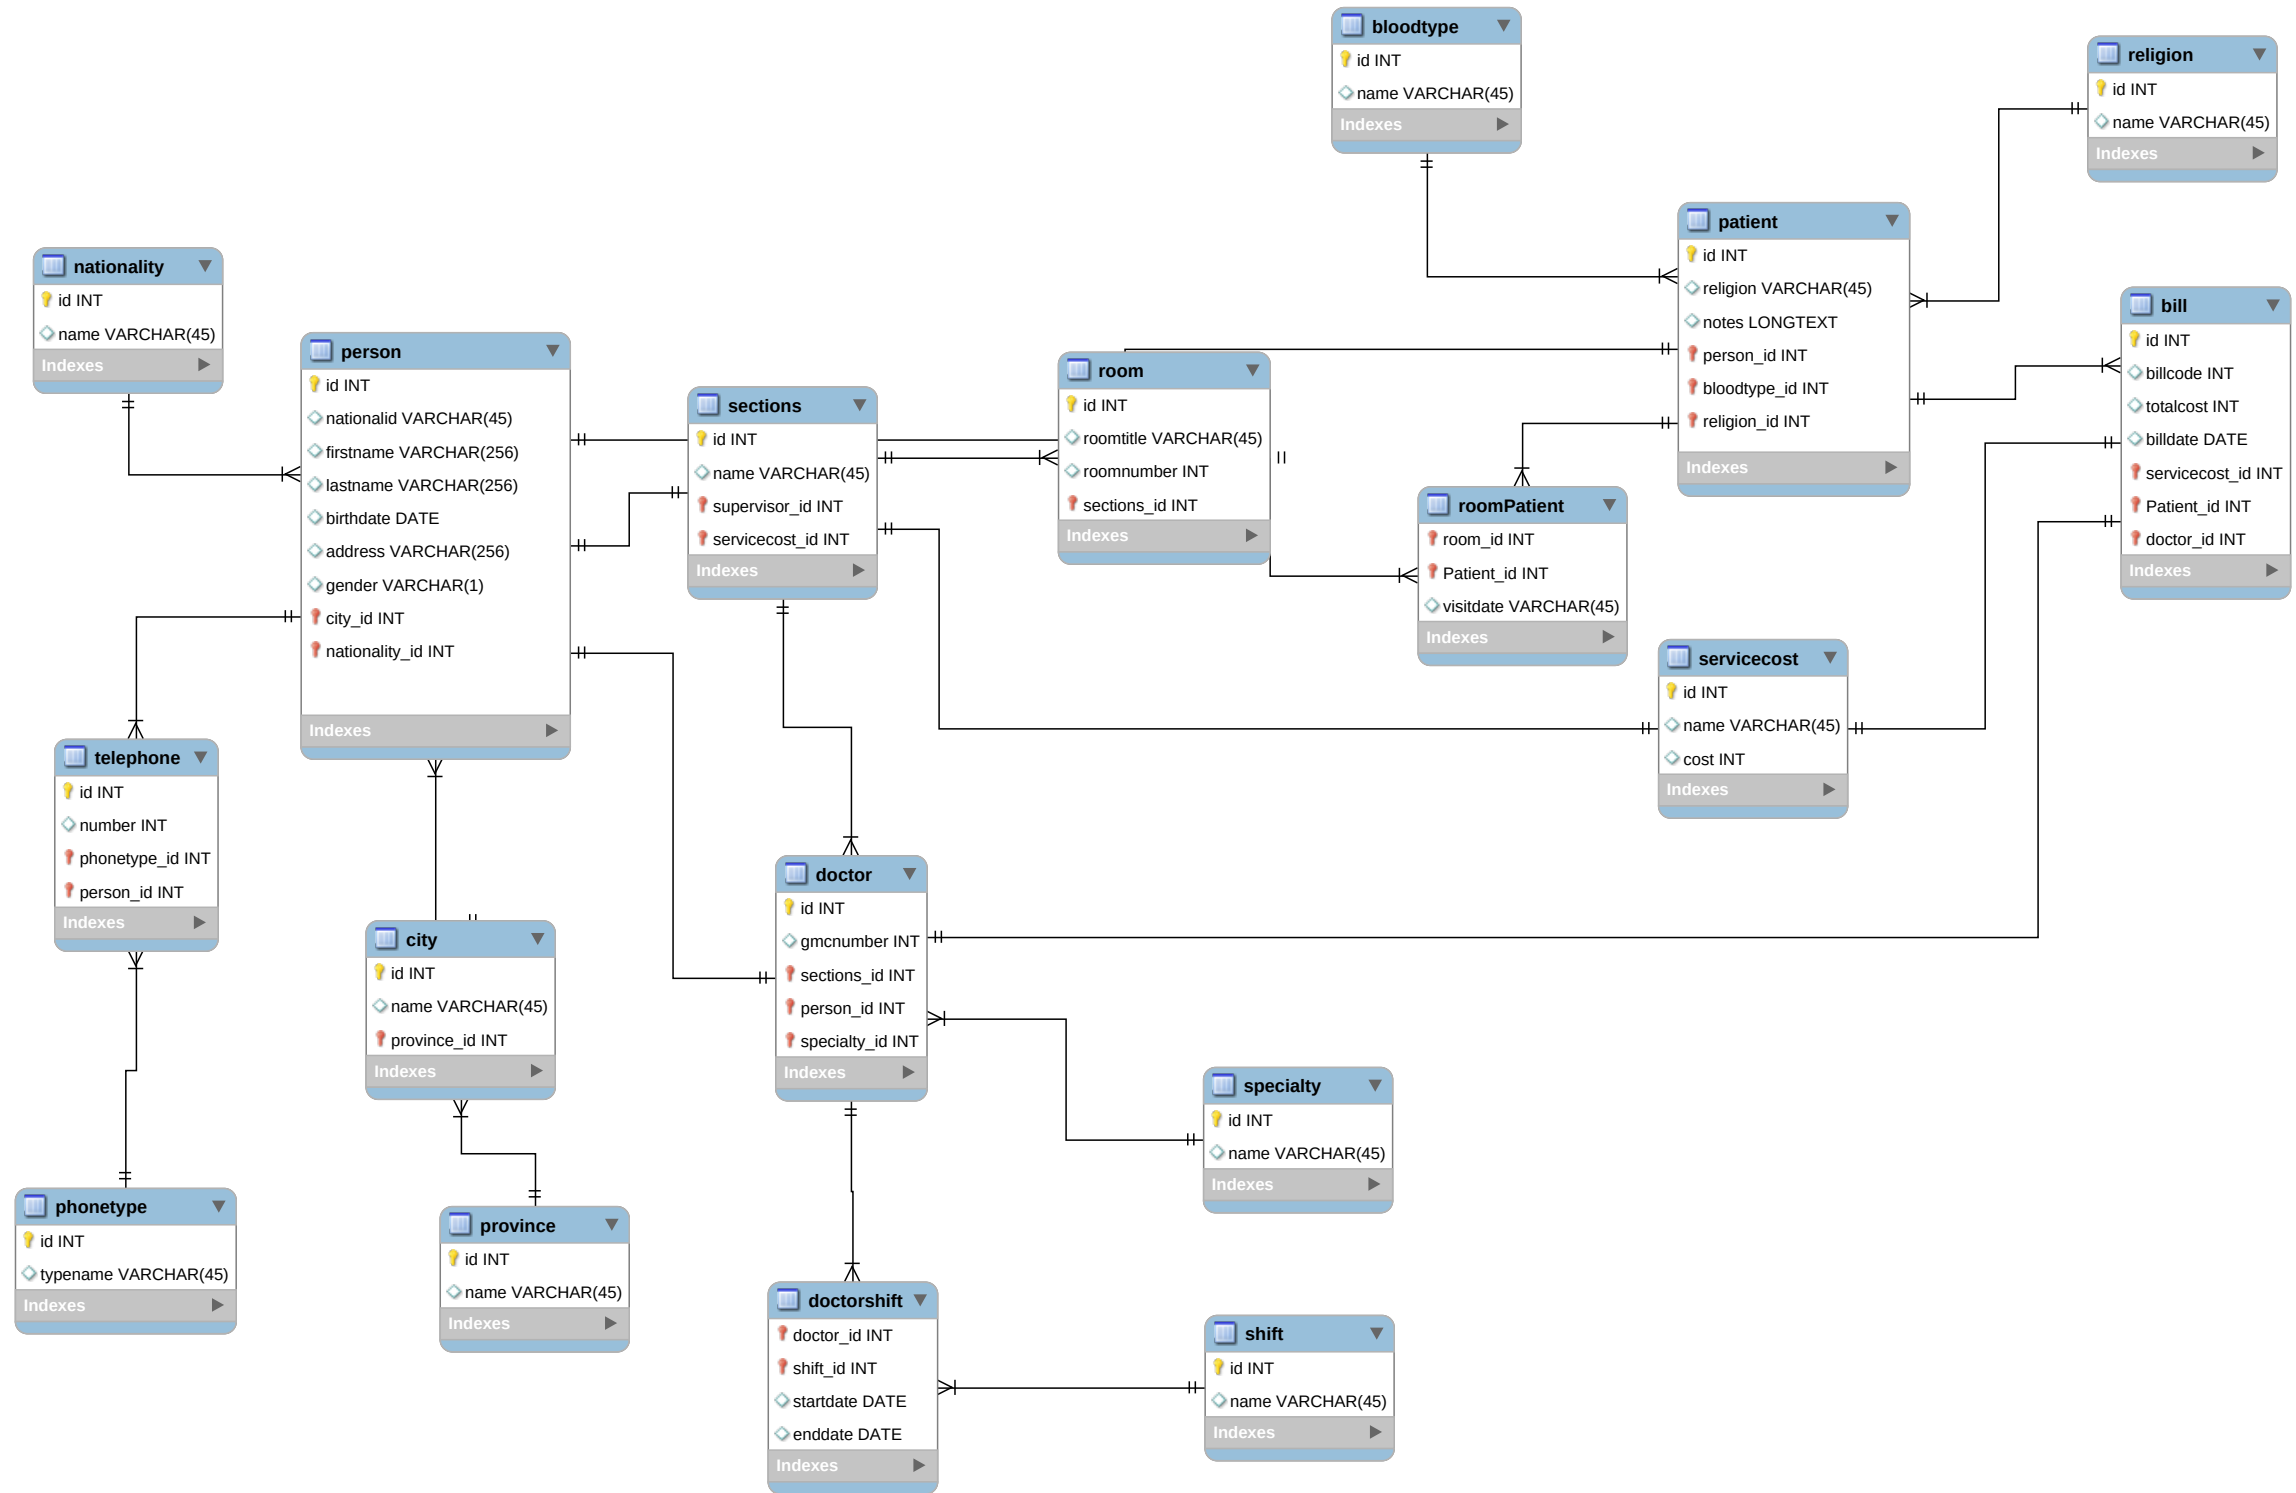 bloodtype
id INT
name VARCHAR(45)
Indexes
religion
id INT
name VARCHAR(45)
Indexes
patient
id INT
religion VARCHAR(45)
notes LONGTEXT
person_id INT
bloodtype_id INT
religion_id INT
Indexes
nationality
id INT
name VARCHAR(45)
Indexes
bill
id INT
billcode INT
totalcost INT
billdate DATE
servicecost_id INT
Patient_id INT
doctor_id INT
Indexes
person
id INT
nationalid VARCHAR(45)
firstname VARCHAR(256)
lastname VARCHAR(256)
birthdate DATE
address VARCHAR(256)
gender VARCHAR(1)
city_id INT
nationality_id INT
Indexes
room
id INT
roomtitle VARCHAR(45)
roomnumber INT
sections_id INT
Indexes
sections
id INT
name VARCHAR(45)
supervisor_id INT
servicecost_id INT
Indexes
roomPatient
room_id INT
Patient_id INT
visitdate VARCHAR(45)
Indexes
servicecost
id INT
name VARCHAR(45)
cost INT
Indexes
telephone
id INT
number INT
phonetype_id INT
person_id INT
Indexes
doctor
id INT
gmcnumber INT
sections_id INT
person_id INT
specialty_id INT
Indexes
city
id INT
name VARCHAR(45)
province_id INT
Indexes
specialty
id INT
name VARCHAR(45)
Indexes
phonetype
id INT
typename VARCHAR(45)
Indexes
province
id INT
name VARCHAR(45)
Indexes
doctorshift
doctor_id INT
shift_id INT
startdate DATE
enddate DATE
Indexes
shift
id INT
name VARCHAR(45)
Indexes